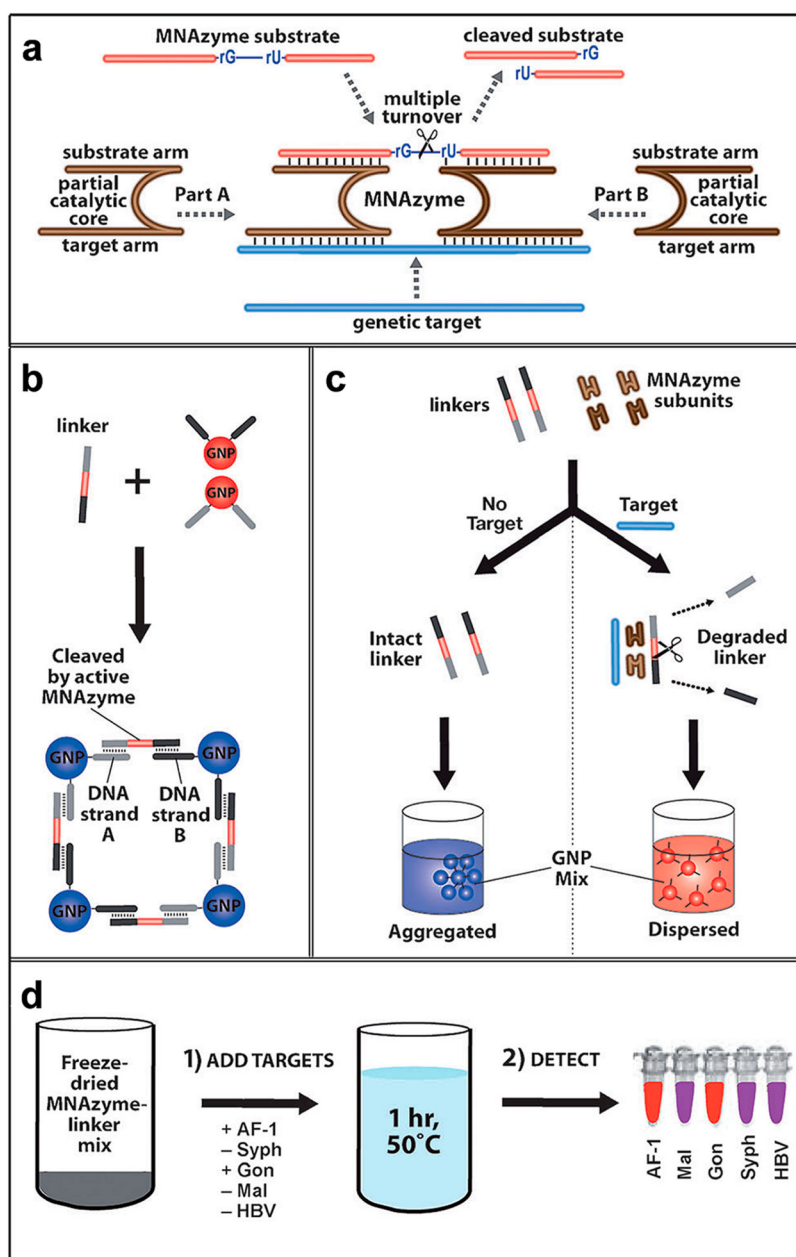 a
MNAzyme substrate
rG
rU
cleaved substrate
rG
rU
multiple
turnover
rG
rU
substrate arm
partial
catalytic
core
target arm
Part A
MNAzyme
Part B
substrate arm
partial
catalytic
core
target arm
genetic target
b
linker
+
GNP
GNP
Cleaved
by active
MNAzyme
GNP
GNP
DNA
strand
A
DNA
strand
B
GNP
GNP
c
linkers
MNAzyme
subunits
No
Target
Target
Intact
linker
Degraded
linker
GNP
Mix
Aggregated
Dispersed
d
Freeze-
dried
MNAzyme-
linker
mix
1) ADD TARGETS
+ AF-1
– Syph
+ Gon
– Mal
– HBV
1 hr,
50˚C
2) DETECT
AF-1
Mal
Gon
Syph
HBV